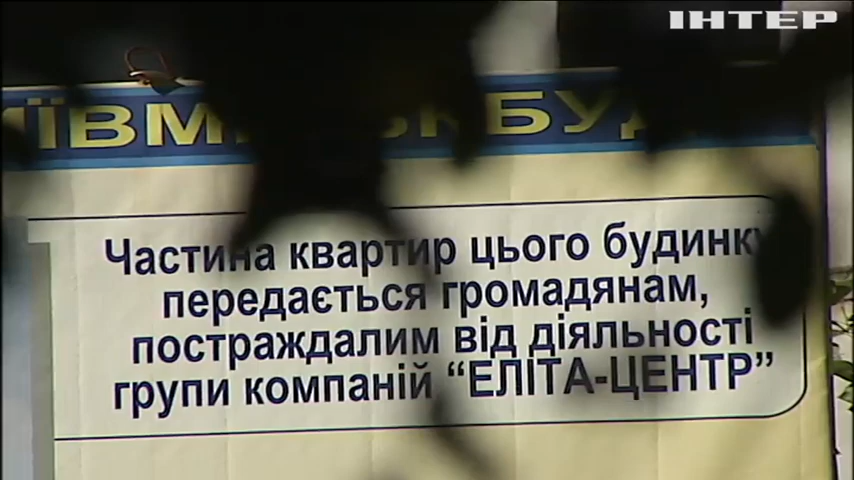 ІНТЕР
Частина квартир цього будинку
передається громадянам,
постраждалим від діяльності
групи компаній “ЕЛІТА-ЦЕНТР”